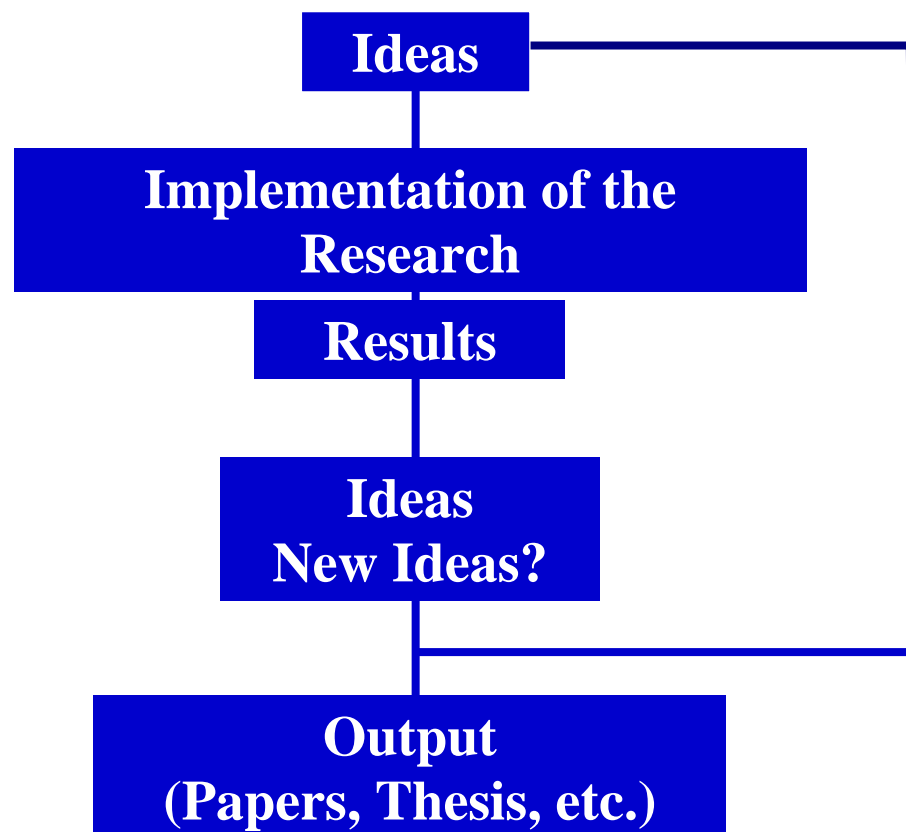 Ideas
Implementation of the
Research
Results
Ideas
New Ideas?
Output
(Papers, Thesis, etc.)